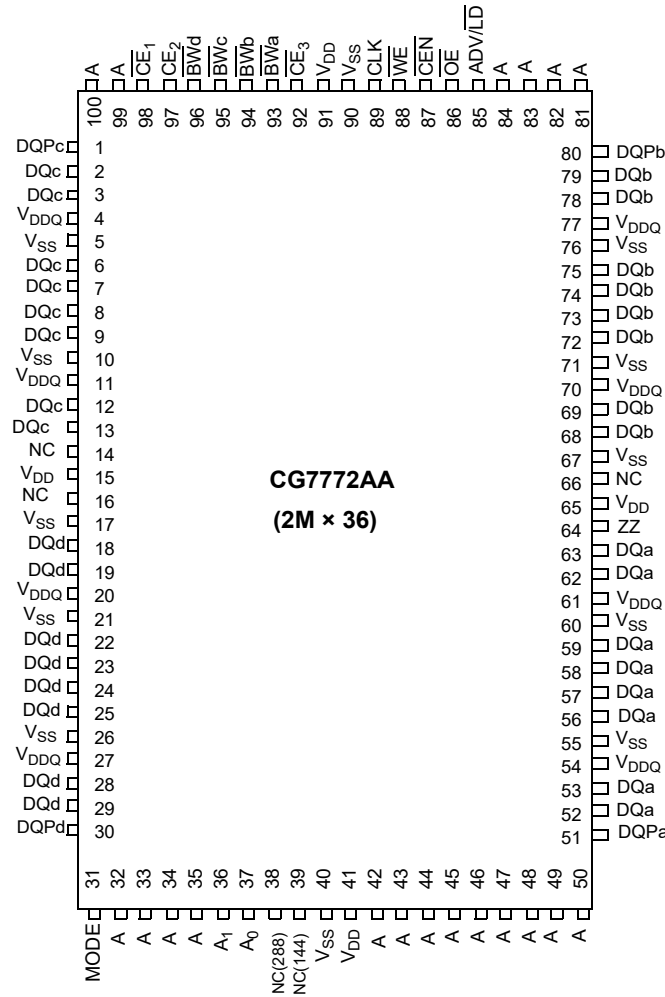 A
A
CE1
CE2
BWd
BWc
BWb
BWa
CE3
VDD
VSS
CLK
WE
CEN
OE
ADV/LD
A
A
A
A
100
99
98
97
96
95
94
93
92
91
90
89
88
87
86
85
84
83
82
81
DQPc 1
DQc 2
DQc 3
VDDQ 4
VSS 5
DQc 6
DQc 7
DQc 8
DQc 9
VSS 10
VDDQ 11
DQc 12
DQc 13
NC 14
VDD 15
NC 16
VSS 17
DQd 18
DQd 19
VDDQ 20
VSS 21
DQd 22
DQd 23
DQd 24
DQd 25
VSS 26
VDDQ 27
DQd 28
DQd 29
DQPd 30
CG7772AA
(2M × 36)
80 DQPb
79 DQb
78 DQb
77 VDDQ
76 VSS
75 DQb
74 DQb
73 DQb
72 DQb
71 VSS
70 VDDQ
69 DQb
68 DQb
67 VSS
66 NC
65 VDD
64 ZZ
63 DQa
62 DQa
61 VDDQ
60 VSS
59 DQa
58 DQa
57 DQa
56 DQa
55 VSS
54 VDDQ
53 DQa
52 DQa
51 DQPa
31
32
33
34
35
36
37
38
39
40
41
42
43
44
45
46
47
48
49
50
MODE
A
A
A
A
A1
A0
NC(288)
NC(144)
VSS
VDD
A
A
A
A
A
A
A
A
A